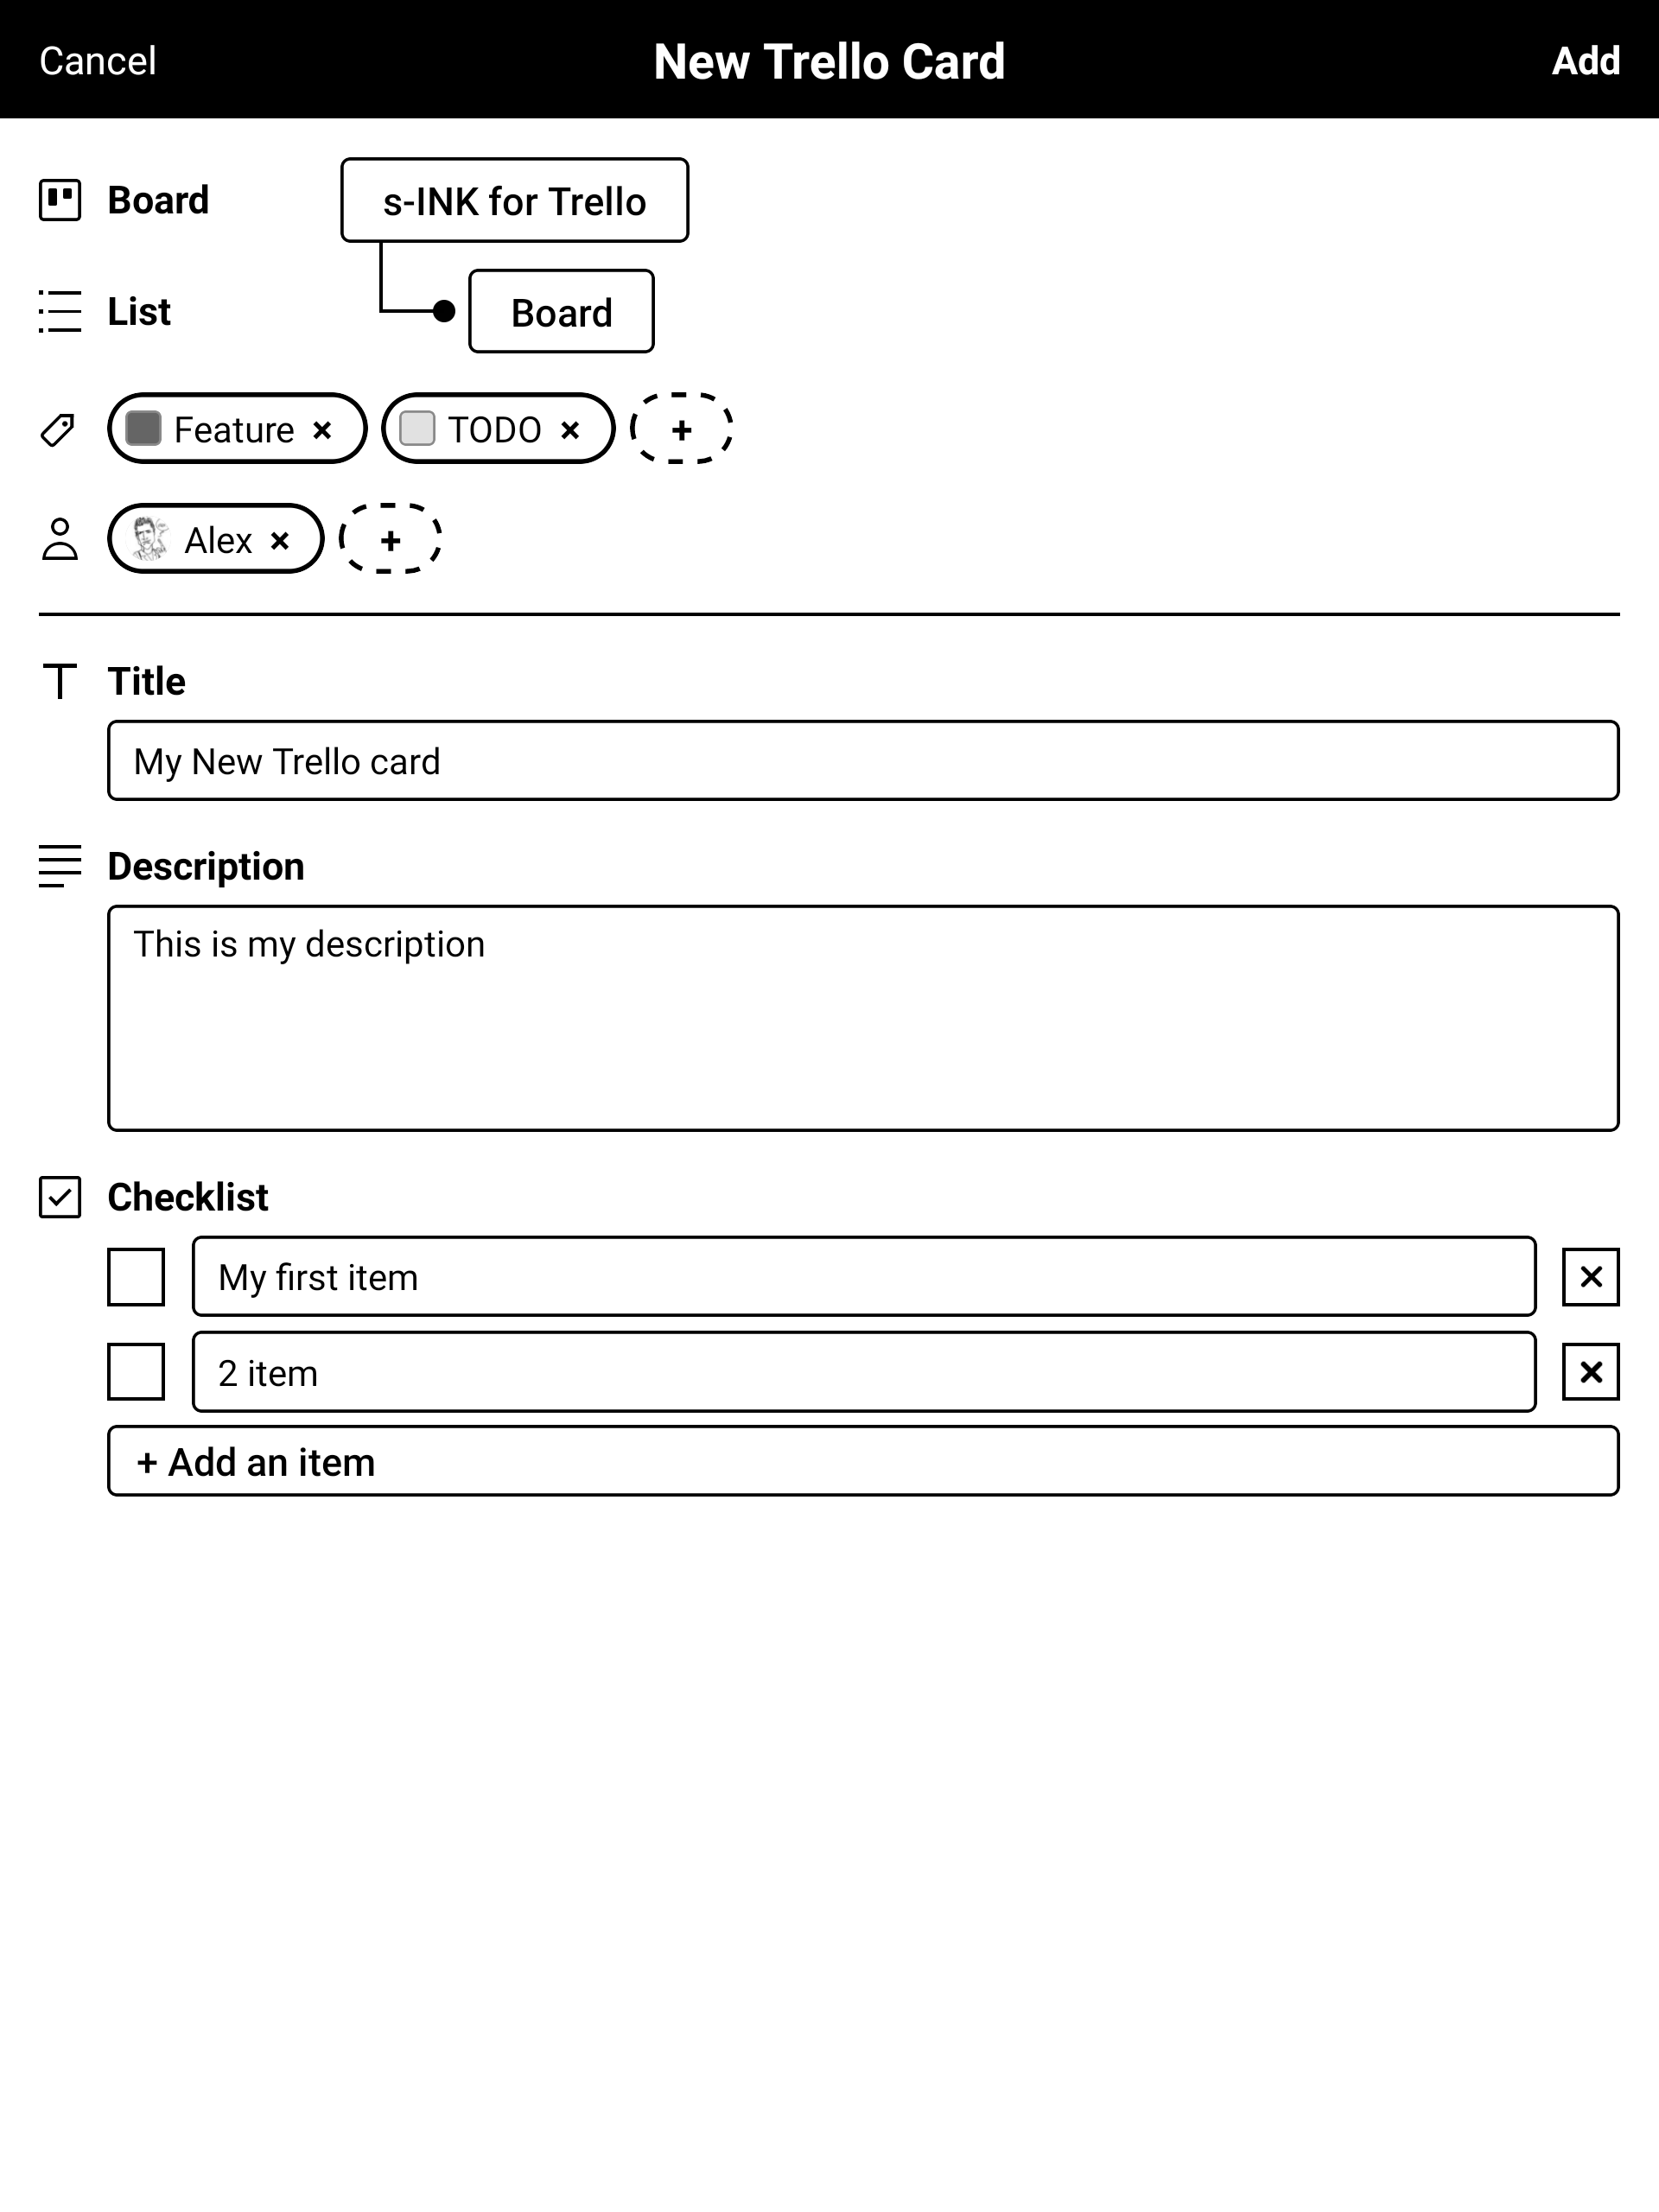 Cancel New Trello Card Add
Board s-INK for Trello
List Board
Feature × TODO × +
Alex × +
Title
My New Trello card
Description
This is my description
Checklist
My first item ×
2 item ×
+ Add an item